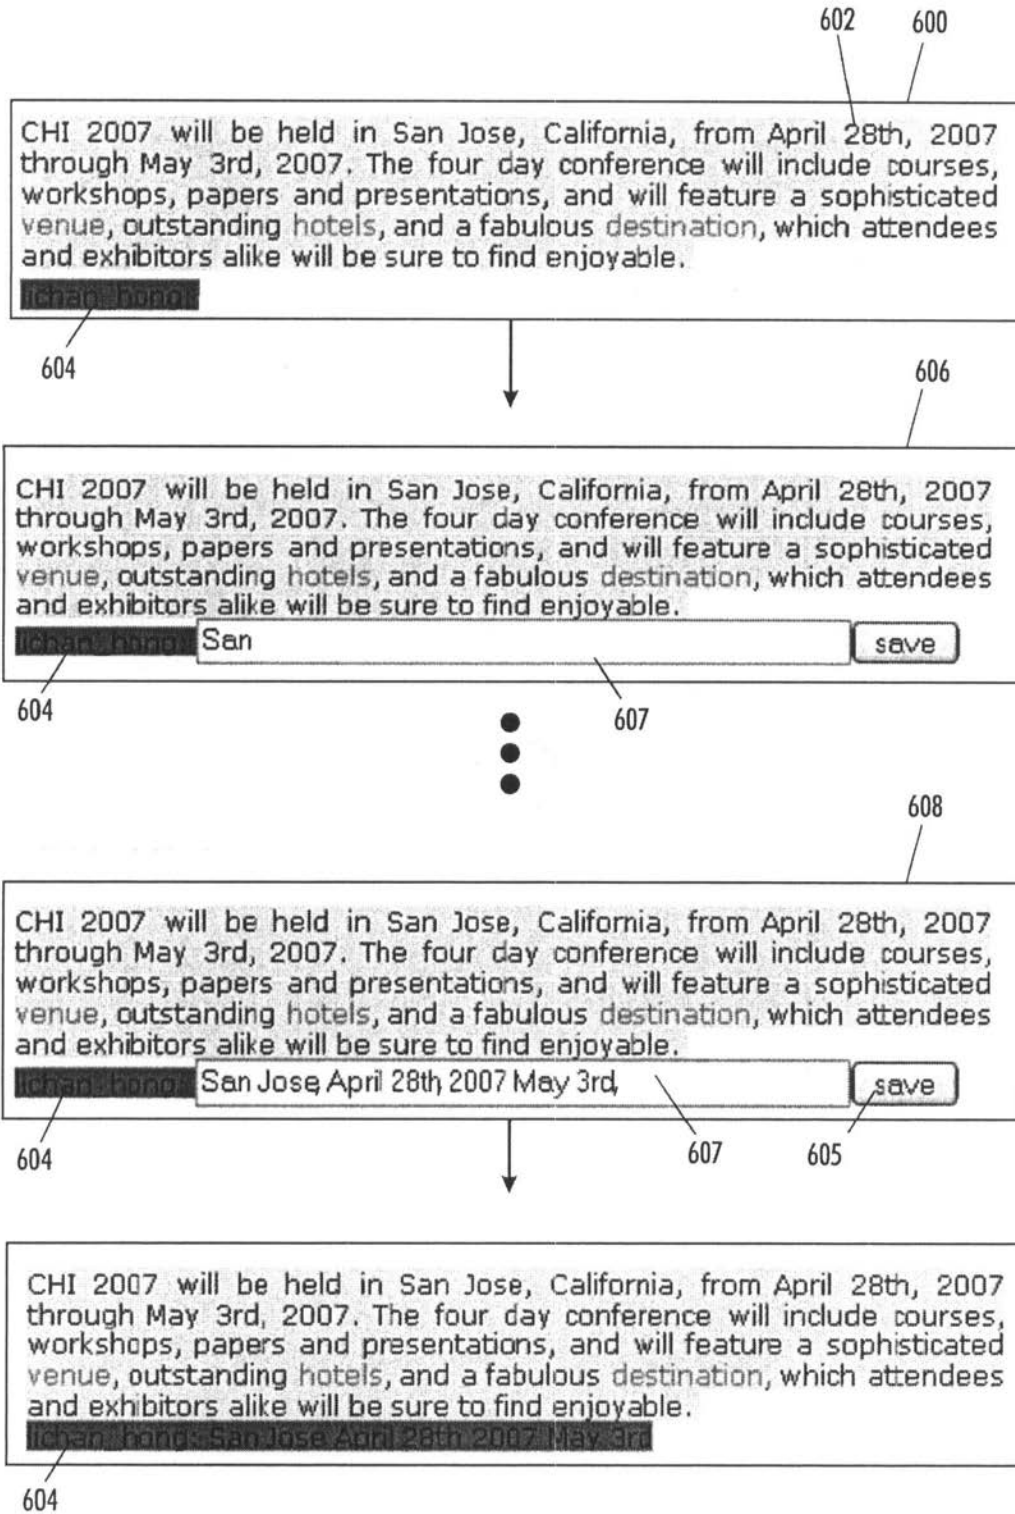 602 600
CHI 2007 will be held in San Jose, California, from April 28th, 2007
through May 3rd, 2007. The four day conference will include courses,
workshops, papers and presentations, and will feature a sophisticated
venue, outstanding hotels, and a fabulous destination, which attendees
and exhibitors alike will be sure to find enjoyable.
lichan_hong:
604
606
CHI 2007 will be held in San Jose, California, from April 28th, 2007
through May 3rd, 2007. The four day conference will include courses,
workshops, papers and presentations, and will feature a sophisticated
venue, outstanding hotels, and a fabulous destination, which attendees
and exhibitors alike will be sure to find enjoyable.
lichan_hong: San save
604
607
608
CHI 2007 will be held in San Jose, California, from April 28th, 2007
through May 3rd, 2007. The four day conference will include courses,
workshops, papers and presentations, and will feature a sophisticated
venue, outstanding hotels, and a fabulous destination, which attendees
and exhibitors alike will be sure to find enjoyable.
lichan_hong: San Jose, April 28th, 2007 May 3rd, save
604 607 605
CHI 2007 will be held in San Jose, California, from April 28th, 2007
through May 3rd, 2007. The four day conference will include courses,
workshops, papers and presentations, and will feature a sophisticated
venue, outstanding hotels, and a fabulous destination, which attendees
and exhibitors alike will be sure to find enjoyable.
lichan_hong: San Jose April 28th 2007 May 3rd
604